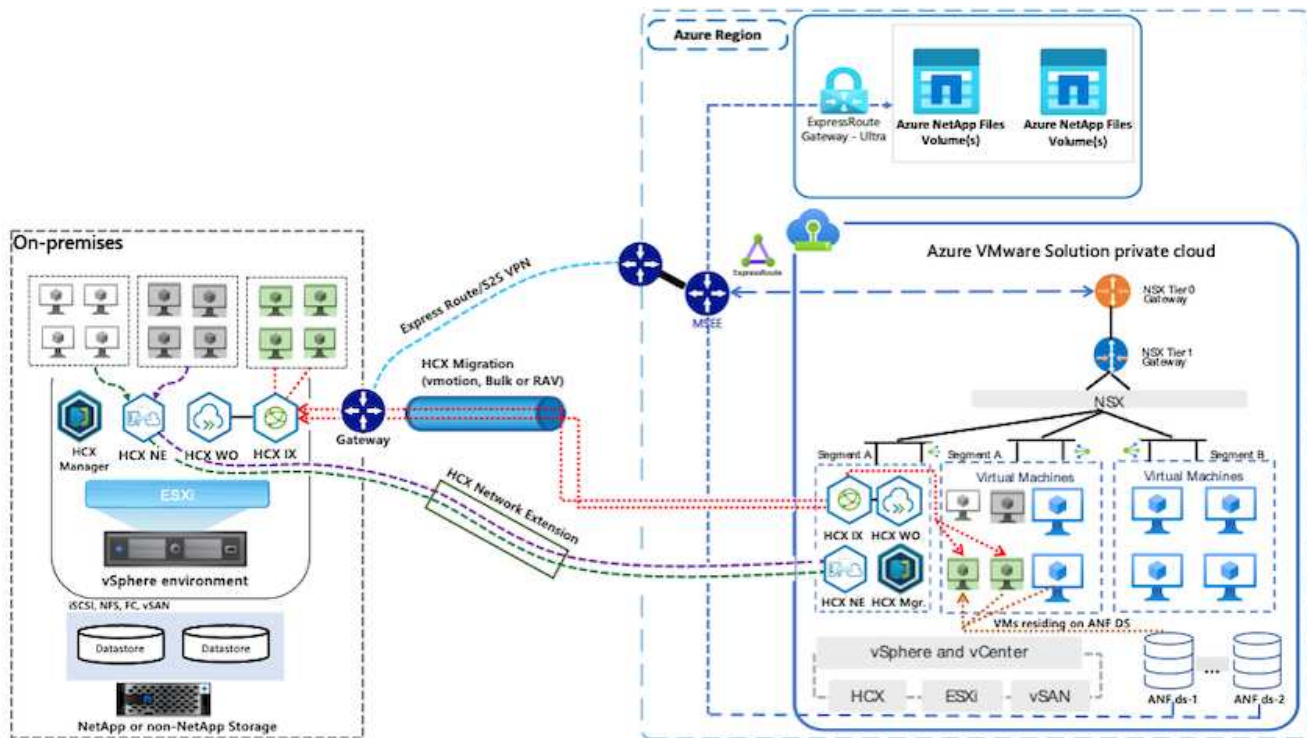 Azure Region
ExpressRoute
Gateway - Ultra
Azure NetApp Files
Volume(s)
Azure NetApp Files
Volume(s)
On-premises
Express Route/S2S VPN
ExpressRoute
MSEE
Azure VMware Solution private cloud
NSX Tier0
Gateway
NSX Tier1
Gateway
NSX
HCX Migration
(vmotion, Bulk or RAV)
Gateway
HCX
Manager
HCX NE
HCX WO
HCX IX
HCX Network Extension
ESXi
vSphere environment
iSCSI, NFS, FC, vSAN
Datastore
Datastore
NetApp or non-NetApp Storage
Segment A
Segment A
Segment B
Virtual Machines
Virtual Machines
HCX IX
HCX WO
HCX NE
HCX Mgr.
VMs residing on ANF DS
vSphere and vCenter
HCX
ESXi
vSAN
...
ANF ds-1
ANF ds-2